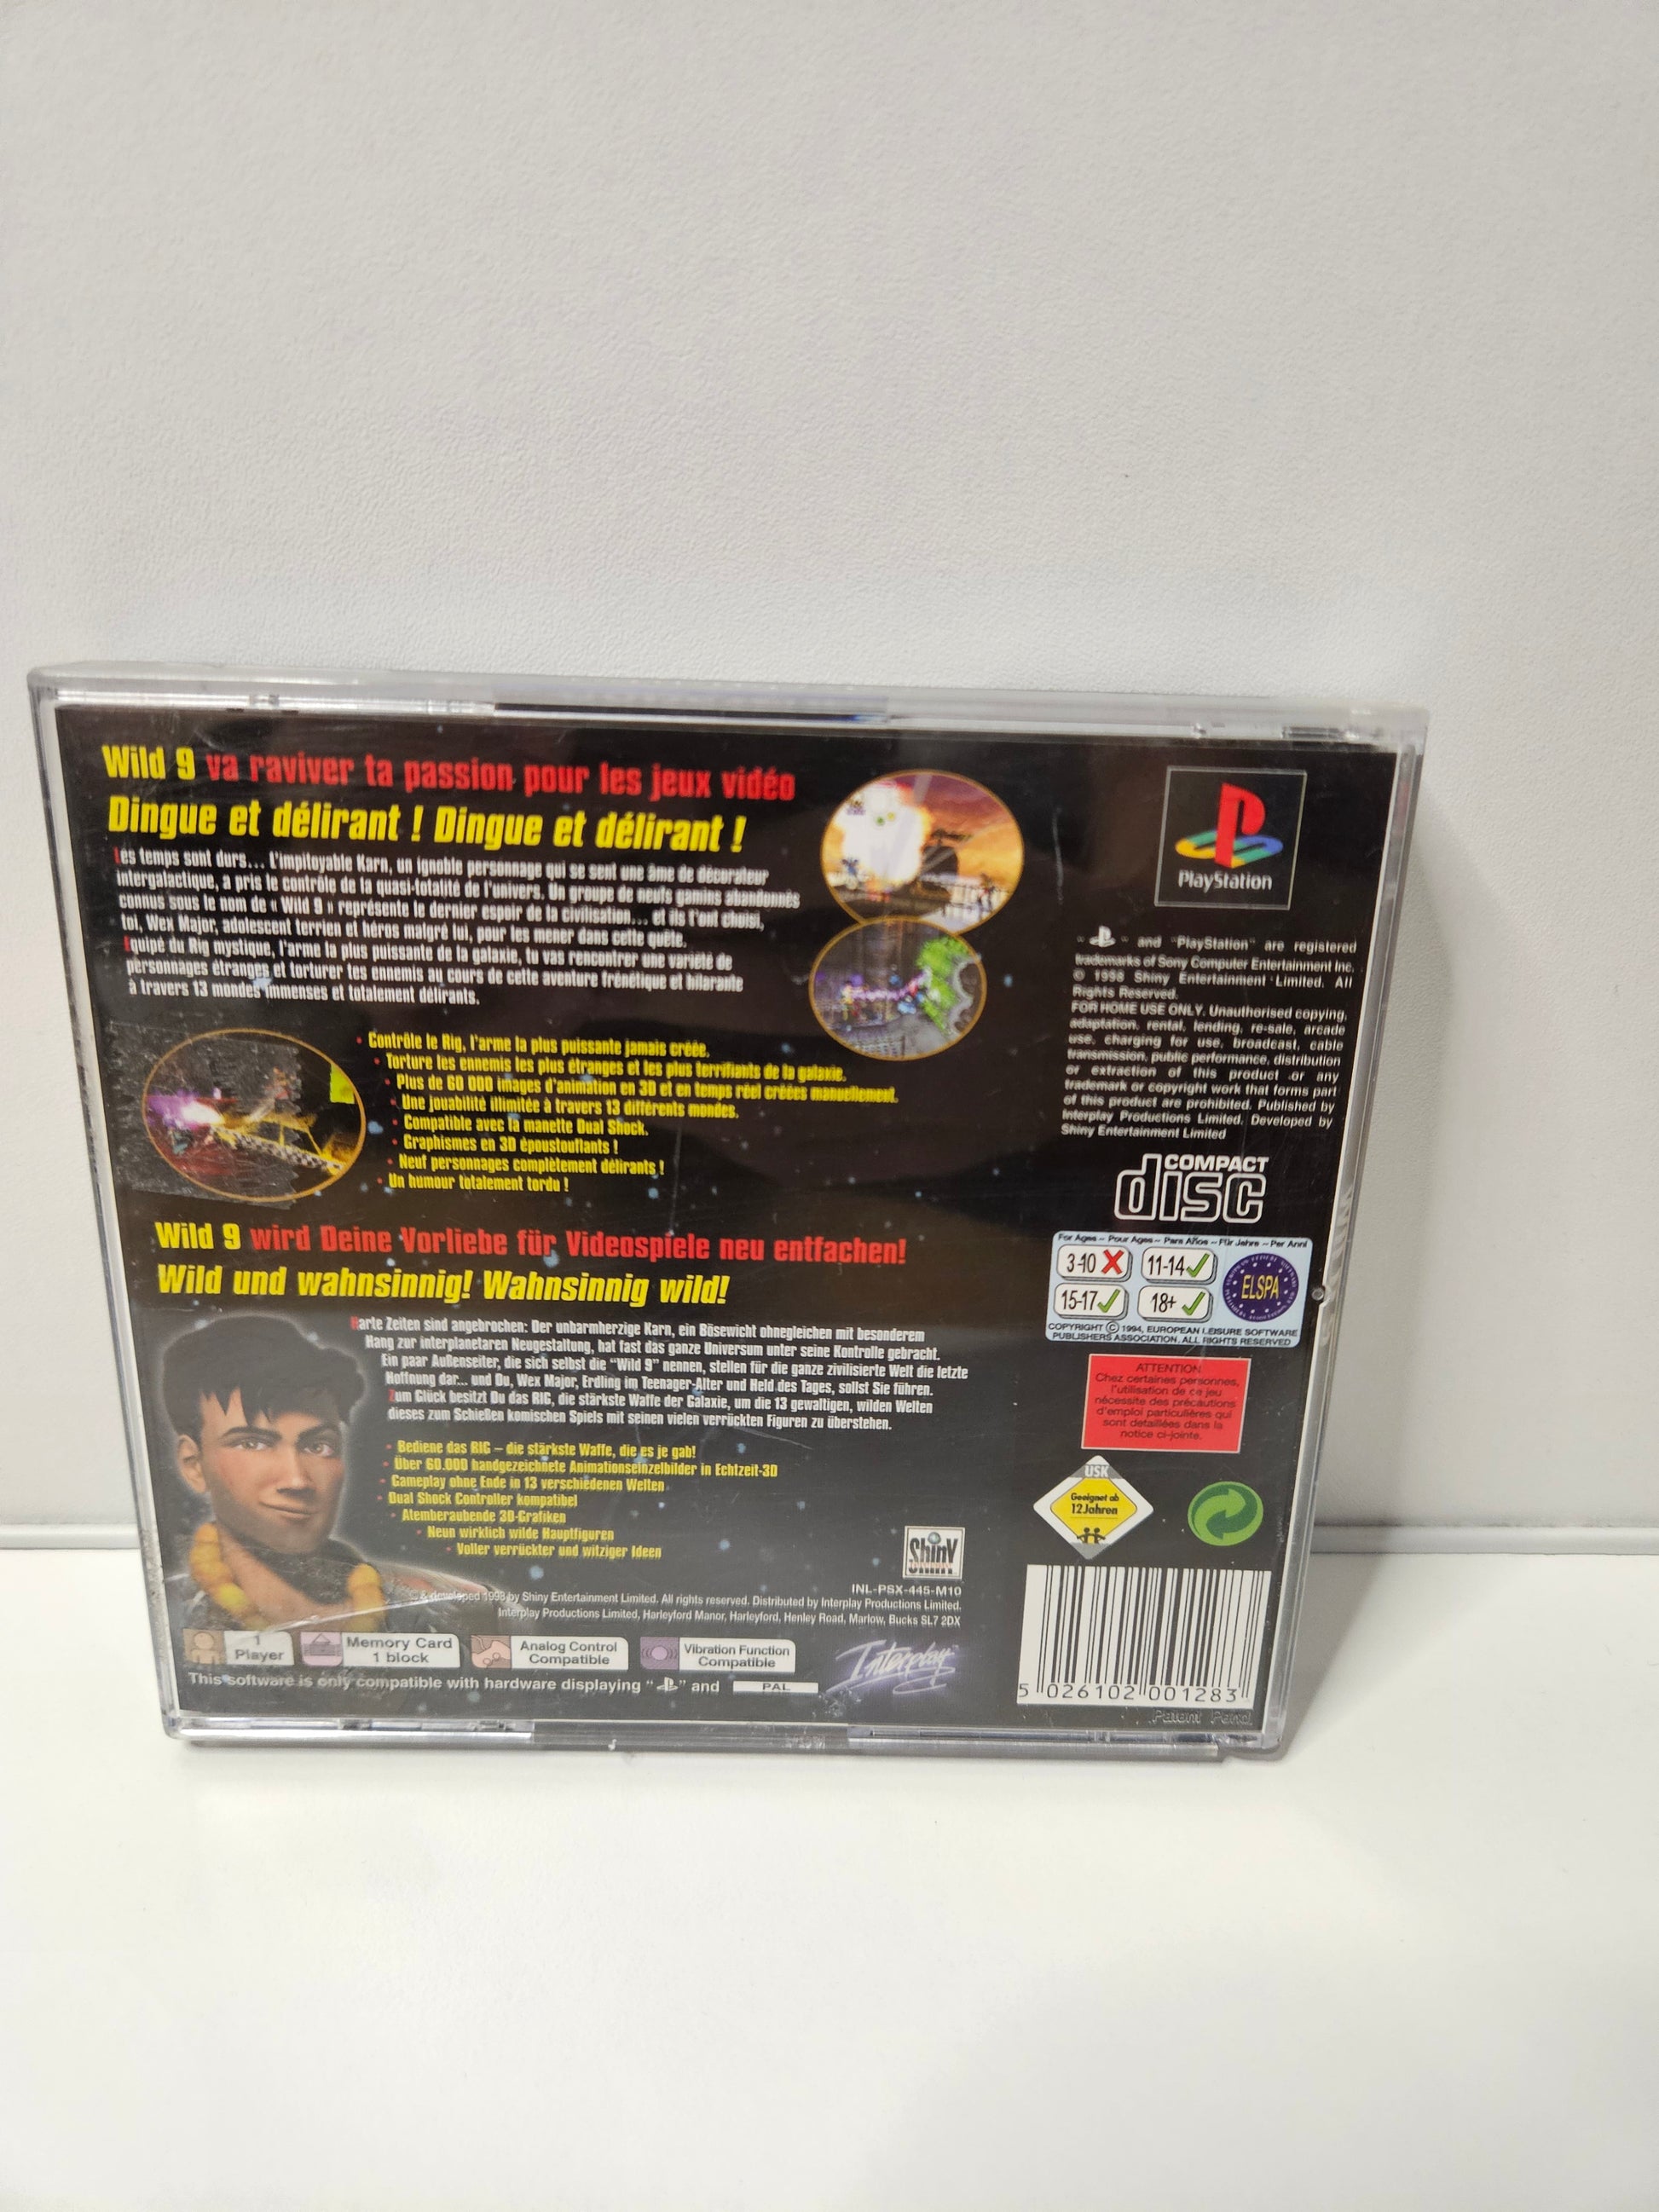 Wild 9 va raviver ta passion pour les jeux vidéo
Dingue et délirant ! Dingue et délirant !
Les temps sont durs... L'impitoyable Karn, un ignoble personnage qui se sent une âme de décorateur
intergalactique, a pris le contrôle de la quasi-totalité de l'univers. Un groupe de neufs gamins abandonnés
connus sous le nom de « Wild 9 » représente le dernier espoir de la civilisation... et ils t'ont choisi,
toi, Wex Major, adolescent terrien et héros malgré lui, pour les mener dans cette quête.
Equipé du Rig mystique, l'arme la plus puissante de la galaxie, tu vas rencontrer une variété de
personnages étranges et torturer tes ennemis au cours de cette aventure frénétique et hilarante
à travers 13 mondes immenses et totalement délirants.
• Contrôle le Rig, l'arme la plus puissante jamais créée.
• Torture les ennemis les plus étranges et les plus terrifiants de la galaxie.
• Plus de 60 000 images d'animation en 3D et en temps réel créées manuellement.
• Une jouabilité illimitée à travers 13 différents mondes.
• Compatible avec la manette Dual Shock.
• Graphismes en 3D époustouflants !
• Neuf personnages complètement délirants !
• Un humour totalement tordu !
Wild 9 wird Deine Vorliebe für Videospiele neu entfachen!
Wild und wahnsinnig! Wahnsinnig wild!
Harte Zeiten sind angebrochen: Der unbarmherzige Karn, ein Bösewicht ohnegleichen mit besonderem
Hang zur interplanetaren Neugestaltung, hat fast das ganze Universum unter seine Kontrolle gebracht.
Ein paar Außenseiter, die sich selbst die "Wild 9" nennen, stellen für die ganze zivilisierte Welt die letzte
Hoffnung dar... und Du, Wex Major, Erdling im Teenager-Alter und Held des Tages, sollst Sie führen.
Zum Glück besitzt Du das RIG, die stärkste Waffe der Galaxie, um die 13 gewaltigen, wilden Welten
dieses zum Schießen komischen Spiels mit seinen vielen verrückten Figuren zu überstehen.
• Bediene das RIG – die stärkste Waffe, die es je gab!
• Über 60.000 handgezeichnete Animationseinzelbilder in Echtzeit-3D
• Gameplay ohne Ende in 13 verschiedenen Welten
• Dual Shock Controller kompatibel
• Atemberaubende 3D-Grafiken
• Neun wirklich wilde Hauptfiguren
• Voller verrückter und witziger Ideen
Shiny
INL-PSX-445-M10
© & developed 1998 by Shiny Entertainment Limited. All rights reserved. Distributed by Interplay Productions Limited.
Interplay Productions Limited, Harleyford Manor, Harleyford, Henley Road, Marlow, Bucks SL7 2DX
1 Player
Memory Card 1 block
Analog Control Compatible
Vibration Function Compatible
Interplay
This software is only compatible with hardware displaying " " and PAL
PlayStation
" " and "PlayStation" are registered
trademarks of Sony Computer Entertainment Inc.
© 1998 Shiny Entertainment Limited. All
Rights Reserved.
FOR HOME USE ONLY. Unauthorised copying,
adaptation, rental, lending, re-sale, arcade
use, charging for use, broadcast, cable
transmission, public performance, distribution
or extraction of this product or any
trademark or copyright work that forms part
of this product are prohibited. Published by
Interplay Productions Limited. Developed by
Shiny Entertainment Limited
COMPACT
disc
For Ages – Pour Ages – Para Años – Für Jahre – Per Anni
3-10 11-14
15-17 18+
ELSPA
COPYRIGHT © 1994, EUROPEAN LEISURE SOFTWARE
PUBLISHERS ASSOCIATION. ALL RIGHTS RESERVED
ATTENTION:
Chez certaines personnes,
l'utilisation de ce jeu
nécessite des précautions
d'emploi particulières qui
sont détaillées dans la
notice ci-jointe.
USK
Geeignet ab
12 Jahren
5 026102 001283
Patent Pend.